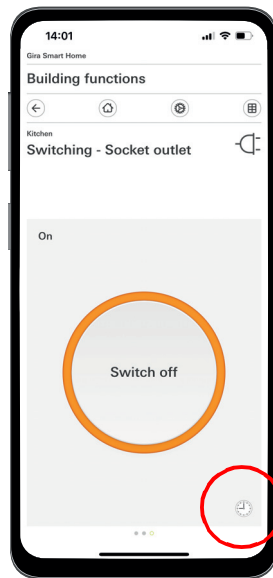 14:01
Gira Smart Home
Building functions
Kitchen
Switching - Socket outlet
On
Switch off